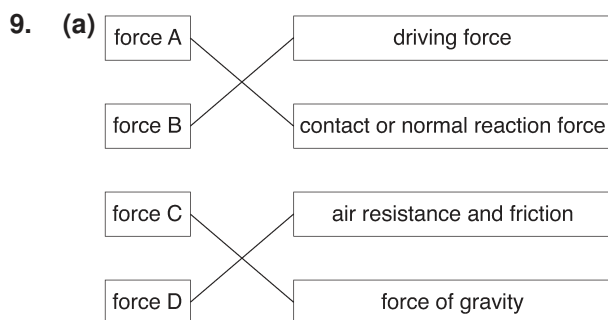 9. (a)
force A driving force
force B contact or normal reaction force
force C air resistance and friction
force D force of gravity